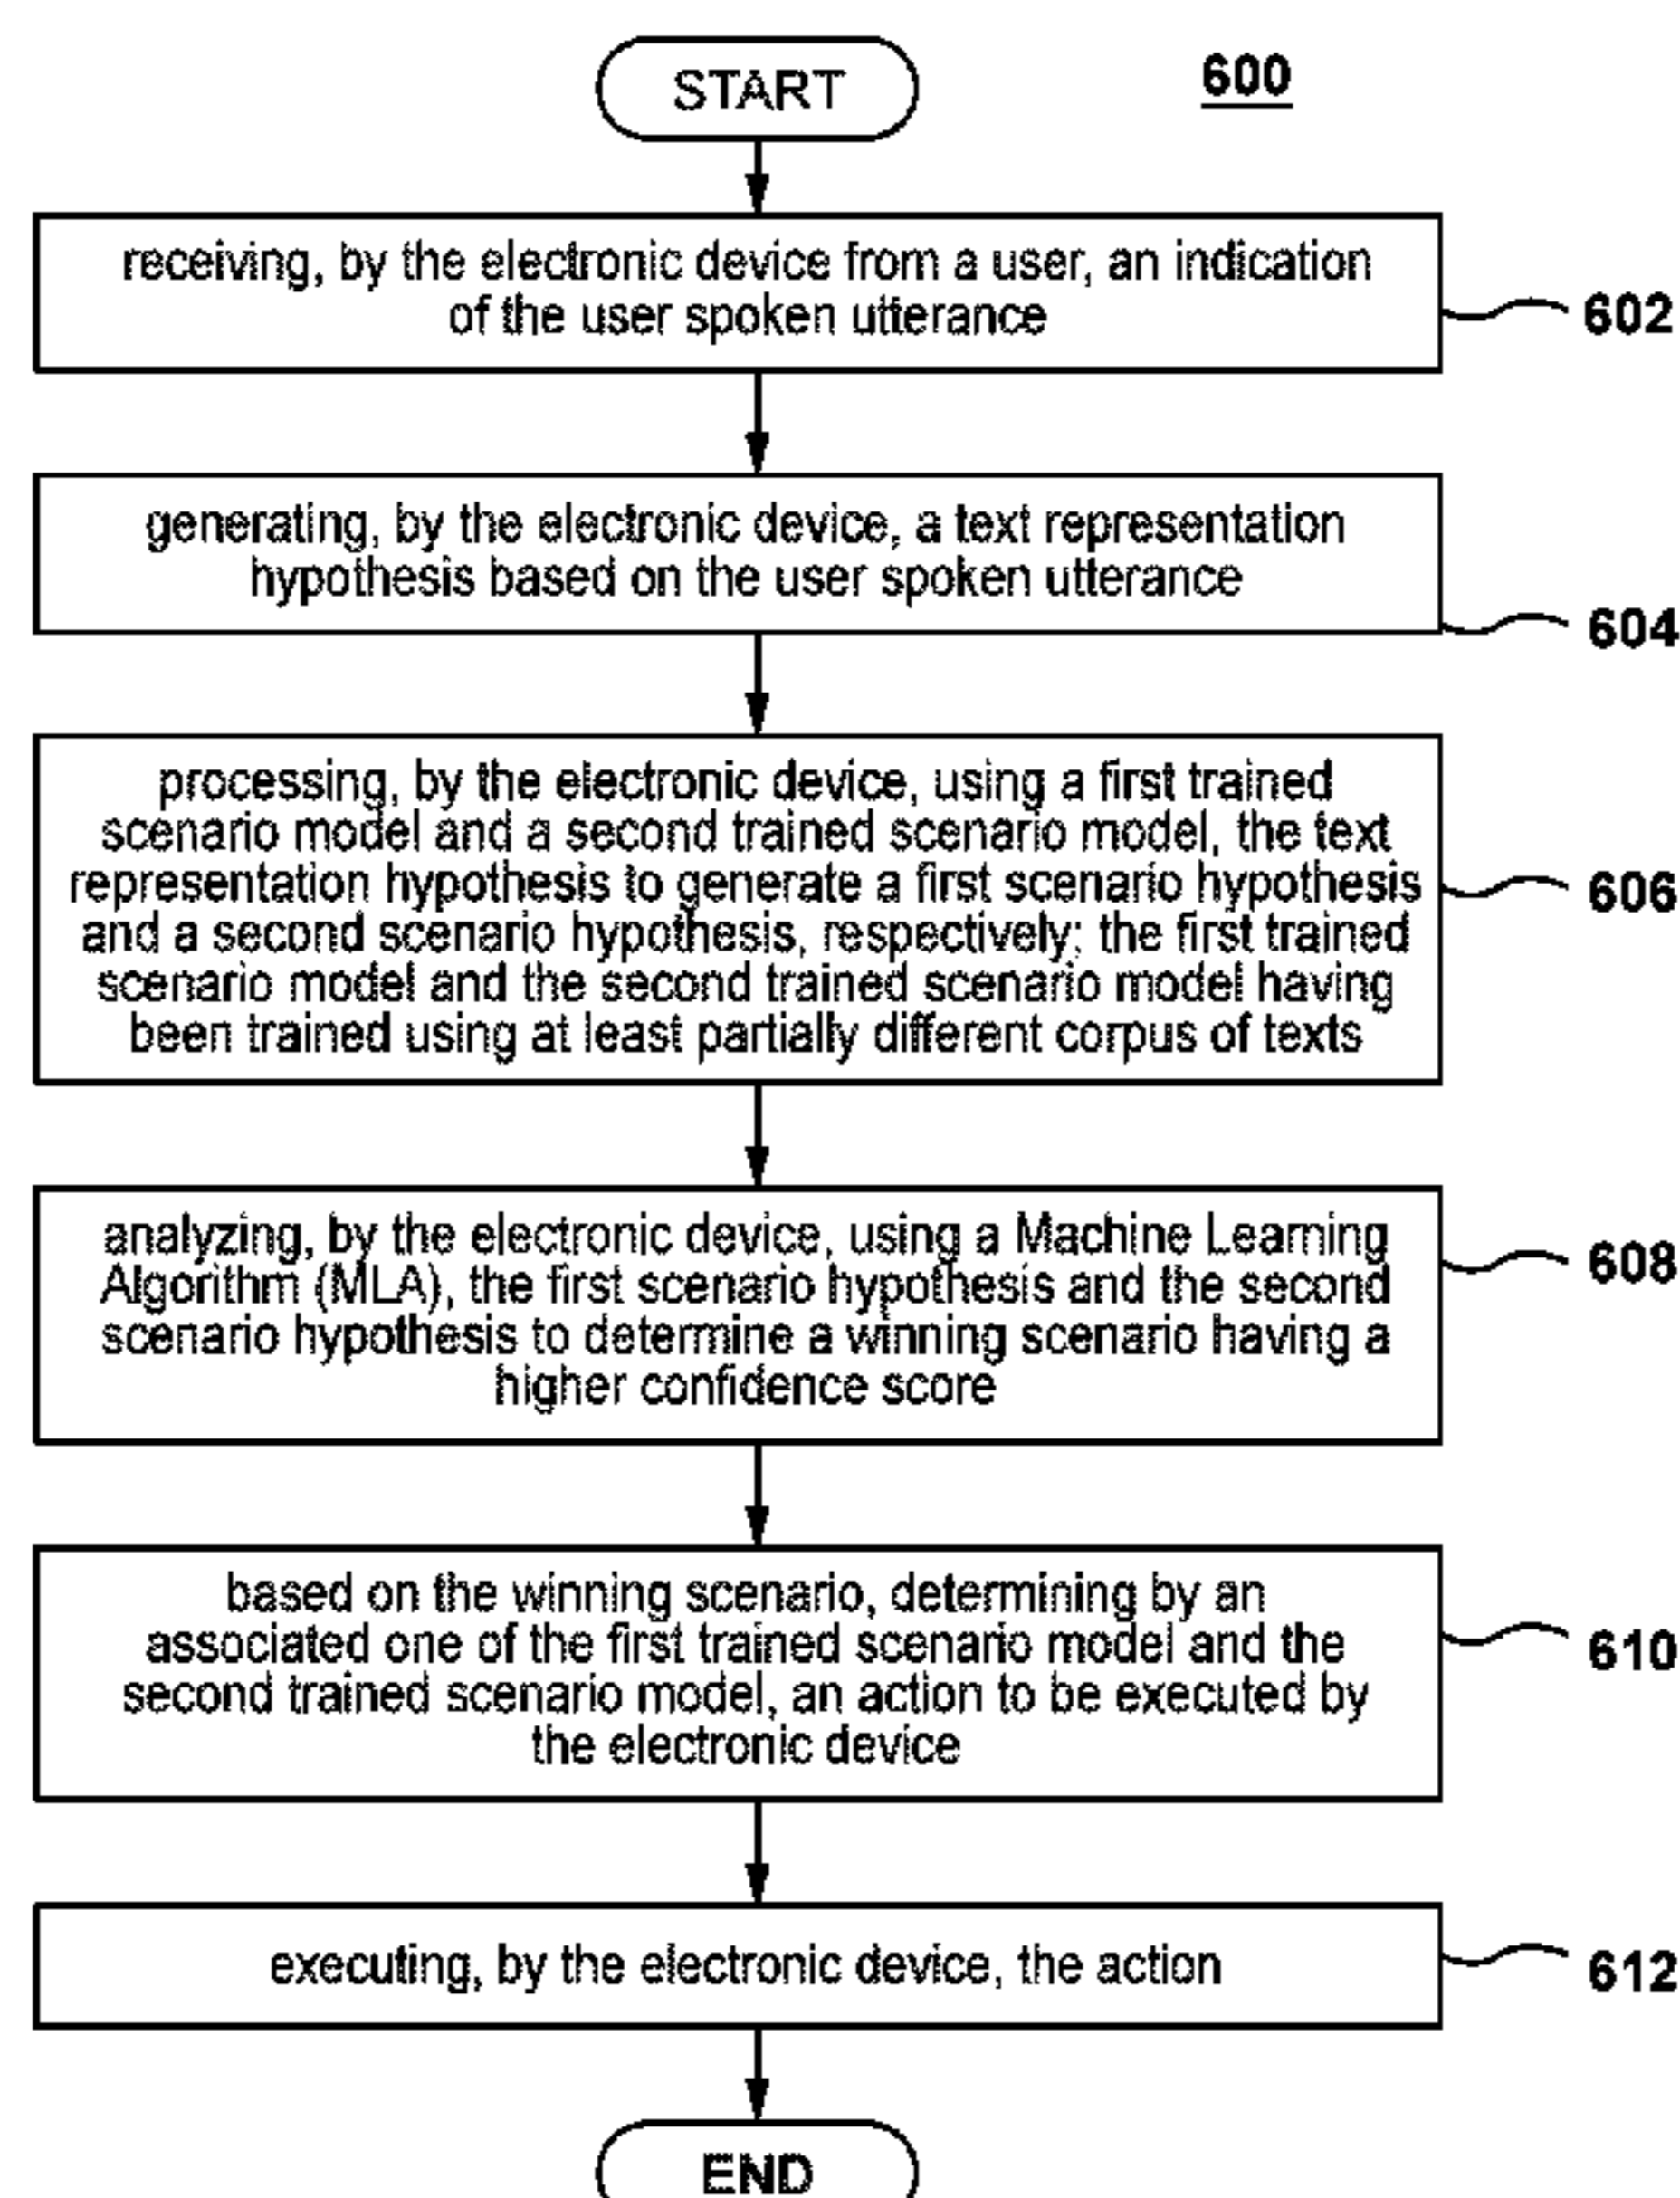 START
600
receiving, by the electronic device from a user, an indication
of the user spoken utterance
602
generating, by the electronic device, a text representation
hypothesis based on the user spoken utterance
604
processing, by the electronic device, using a first trained
scenario model and a second trained scenario model, the text
representation hypothesis to generate a first scenario hypothesis
and a second scenario hypothesis, respectively; the first trained
scenario model and the second trained scenario model having
been trained using at least partially different corpus of texts
606
analyzing, by the electronic device, using a Machine Learning
Algorithm (MLA), the first scenario hypothesis and the second
scenario hypothesis to determine a winning scenario having a
higher confidence score
608
based on the winning scenario, determining by an
associated one of the first trained scenario model and the
second trained scenario model, an action to be executed by
the electronic device
610
executing, by the electronic device, the action
612
END